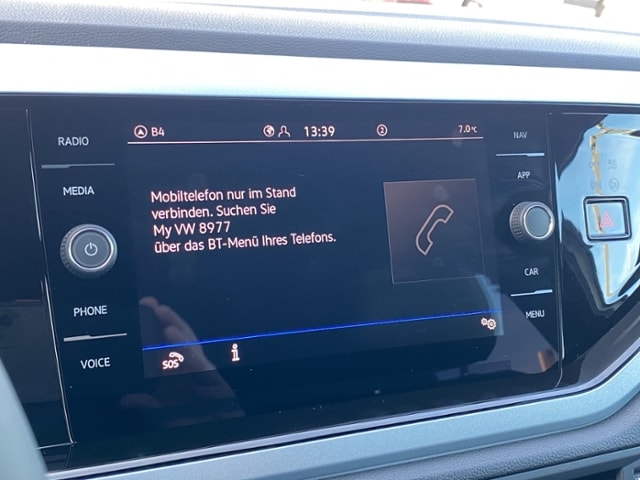 B4
13:39
2
7.0°C
RADIO
MEDIA
PHONE
VOICE
Mobiltelefon nur im Stand
verbinden. Suchen Sie
My VW 8977
über das BT-Menü Ihres Telefons.
SOS
i
NAV
APP
CAR
MENU